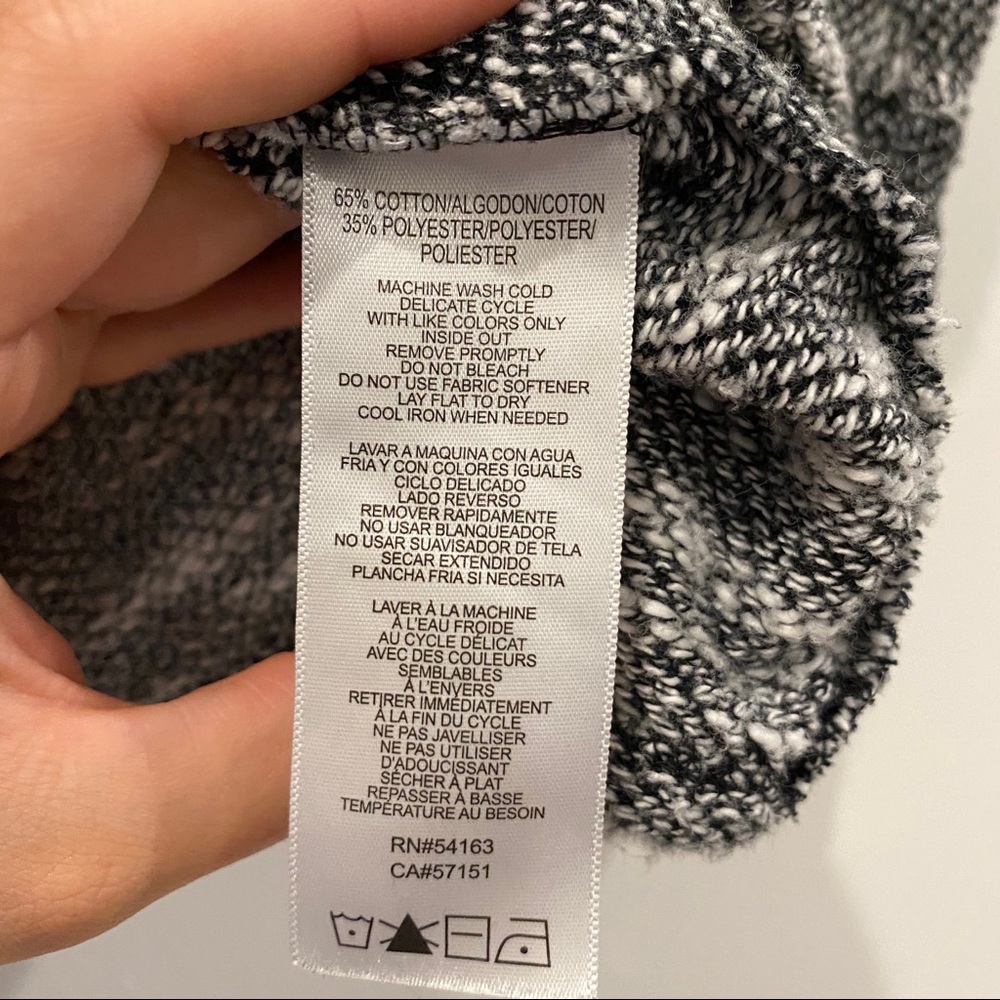 65% COTTON/ALGODON/COTON
35% POLYESTER/POLYESTER/
POLIESTER
MACHINE WASH COLD
DELICATE CYCLE
WITH LIKE COLORS ONLY
INSIDE OUT
REMOVE PROMPTLY
DO NOT BLEACH
DO NOT USE FABRIC SOFTENER
LAY FLAT TO DRY
COOL IRON WHEN NEEDED
LAVAR A MAQUINA CON AGUA
FRIA Y CON COLORES IGUALES
CICLO DELICADO
LADO REVERSO
REMOVER RAPIDAMENTE
NO USAR BLANQUEADOR
NO USAR SUAVISADOR DE TELA
SECAR EXTENDIDO
PLANCHA FRIA SI NECESITA
LAVER À LA MACHINE
À L'EAU FROIDE
AU CYCLE DÉLICAT
AVEC DES COULEURS
SEMBLABLES
À L'ENVERS
RETIRER IMMÉDIATEMENT
À LA FIN DU CYCLE
NE PAS JAVELLISER
NE PAS UTILISER
D'ADOUCISSANT
SÉCHER À PLAT
REPASSER À BASSE
TEMPÉRATURE AU BESOIN
RN#54163
CA#57151